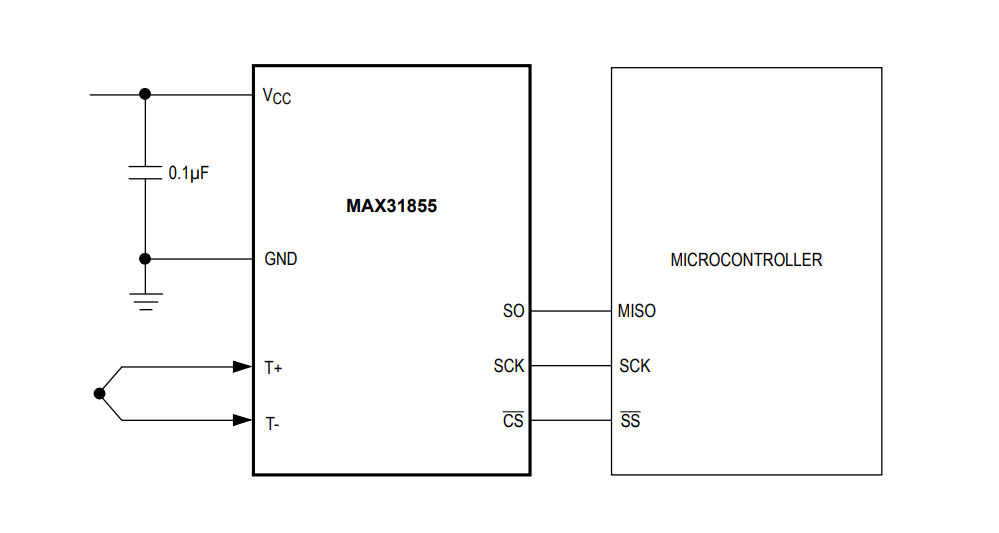 VCC
0.1µF
MAX31855
GND
MICROCONTROLLER
SO
MISO
SCK
SCK
T+
CS
SS
T-